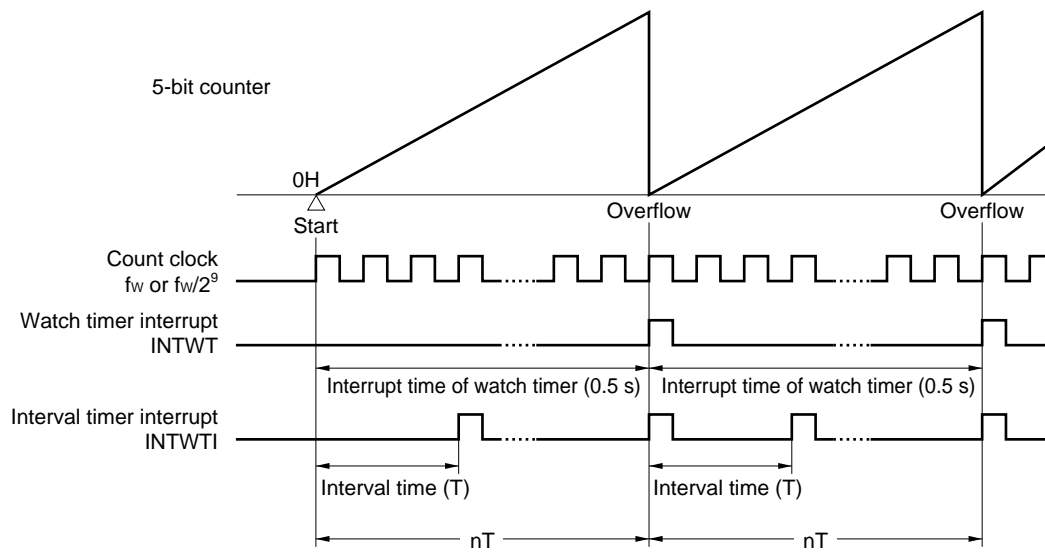 5-bit counter
0H
Start
Overflow
Overflow
Count clock
fW or fW/2⁹
Watch timer interrupt
INTWT
Interrupt time of watch timer (0.5 s)
Interrupt time of watch timer (0.5 s)
Interval timer interrupt
INTWTI
Interval time (T)
Interval time (T)
nT
nT